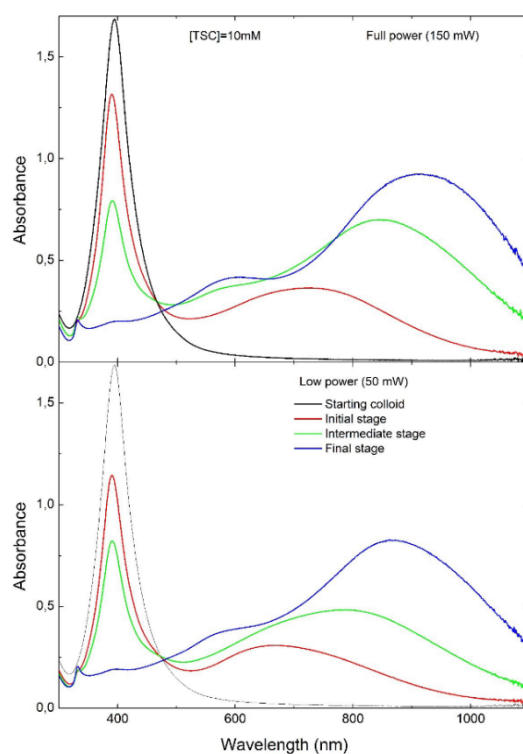 [TSC]=10mM Full power (150 mW)
1,5
1,0
0,5
0,0
Absorbance
Low power (50 mW)
Starting colloid
Initial stage
Intermediate stage
Final stage
1,5
1,0
0,5
0,0
Absorbance
400 600 800 1000
Wavelength (nm)